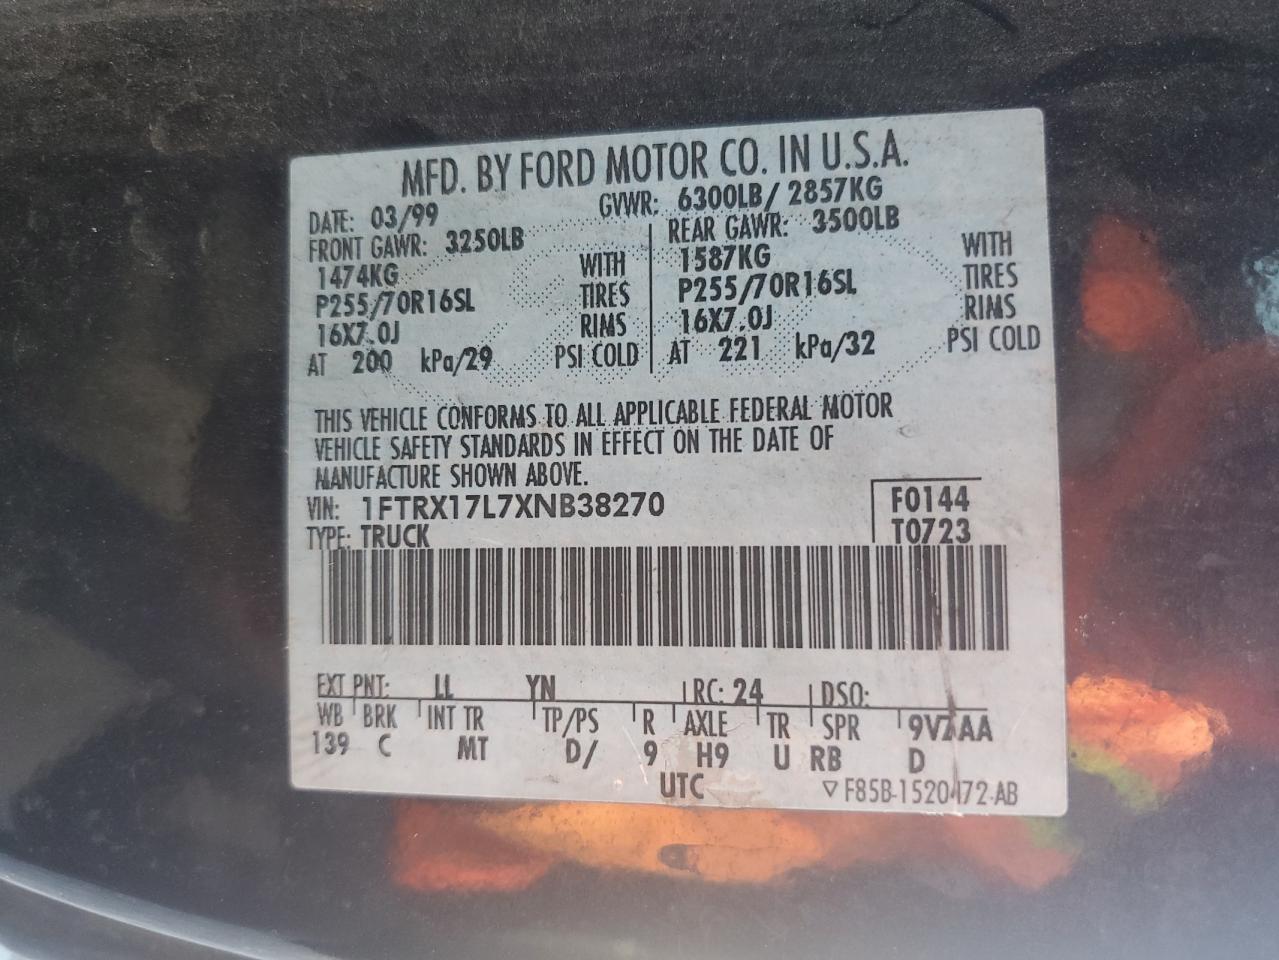 MFD. BY FORD MOTOR CO. IN U.S.A.
DATE: 03/99 GVWR: 6300LB/ 2857KG
FRONT GAWR: 3250LB REAR GAWR: 3500LB
1474KG WITH 1587KG WITH
P255/70R16SL TIRES P255/70R16SL TIRES
16X7.0J RIMS 16X7.0J RIMS
AT 200 kPa/29 PSI COLD AT 221 kPa/32 PSI COLD
THIS VEHICLE CONFORMS TO ALL APPLICABLE FEDERAL MOTOR
VEHICLE SAFETY STANDARDS IN EFFECT ON THE DATE OF
MANUFACTURE SHOWN ABOVE.
VIN: 1FTRX17L7XNB38270 F0144
TYPE: TRUCK T0723
EXT PNT: LL YN RC: 24 DSO:
WB BRK INT TR TP/PS R AXLE TR SPR 9VZAA
139 C MT D/ 9 H9 U RB D
UTC ▽F85B-1520472-AB